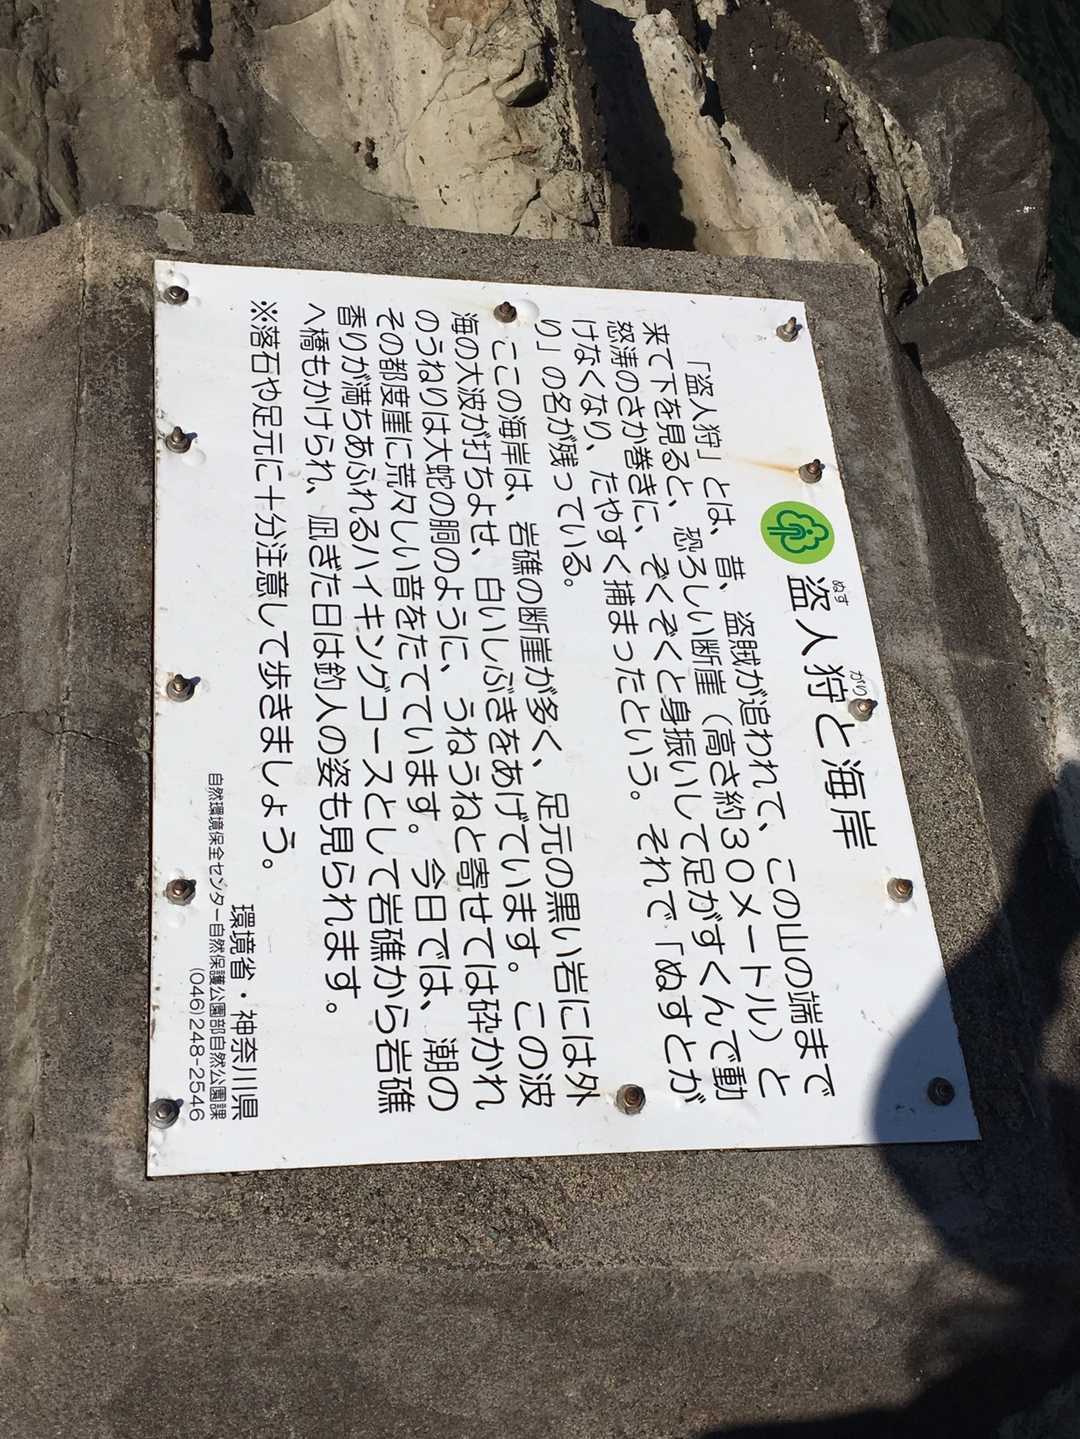 盗人狩と海岸
ぬす
がり
「盗人狩」とは、昔、盗賊が追われて、この山の端まで
来て下を見ると、恐ろしい断崖（高さ約３０メートル）と
怒涛のさか巻きに、ぞくぞくと身振いして足がすくんで動
けなくなり、たやすく捕まったという。それで「ぬすとが
り」の名が残っている。
ここの海岸は、岩礁の断崖が多く、足元の黒い岩には外
海の大波が打ちよせ、白いしぶきをあげています。この波
のうねりは大蛇の胴のように、うねうねと寄せては砕かれ
その都度崖に荒々しい音をたてています。今日では、潮の
香りが満ちあふれるハイキングコースとして岩礁から岩礁
へ橋もかけられ、凪ぎた日は釣人の姿も見られます。
※落石や足元に十分注意して歩きましょう。
環境省・神奈川県
自然環境保全センター自然保護公園部自然公園課
(046)248-2546